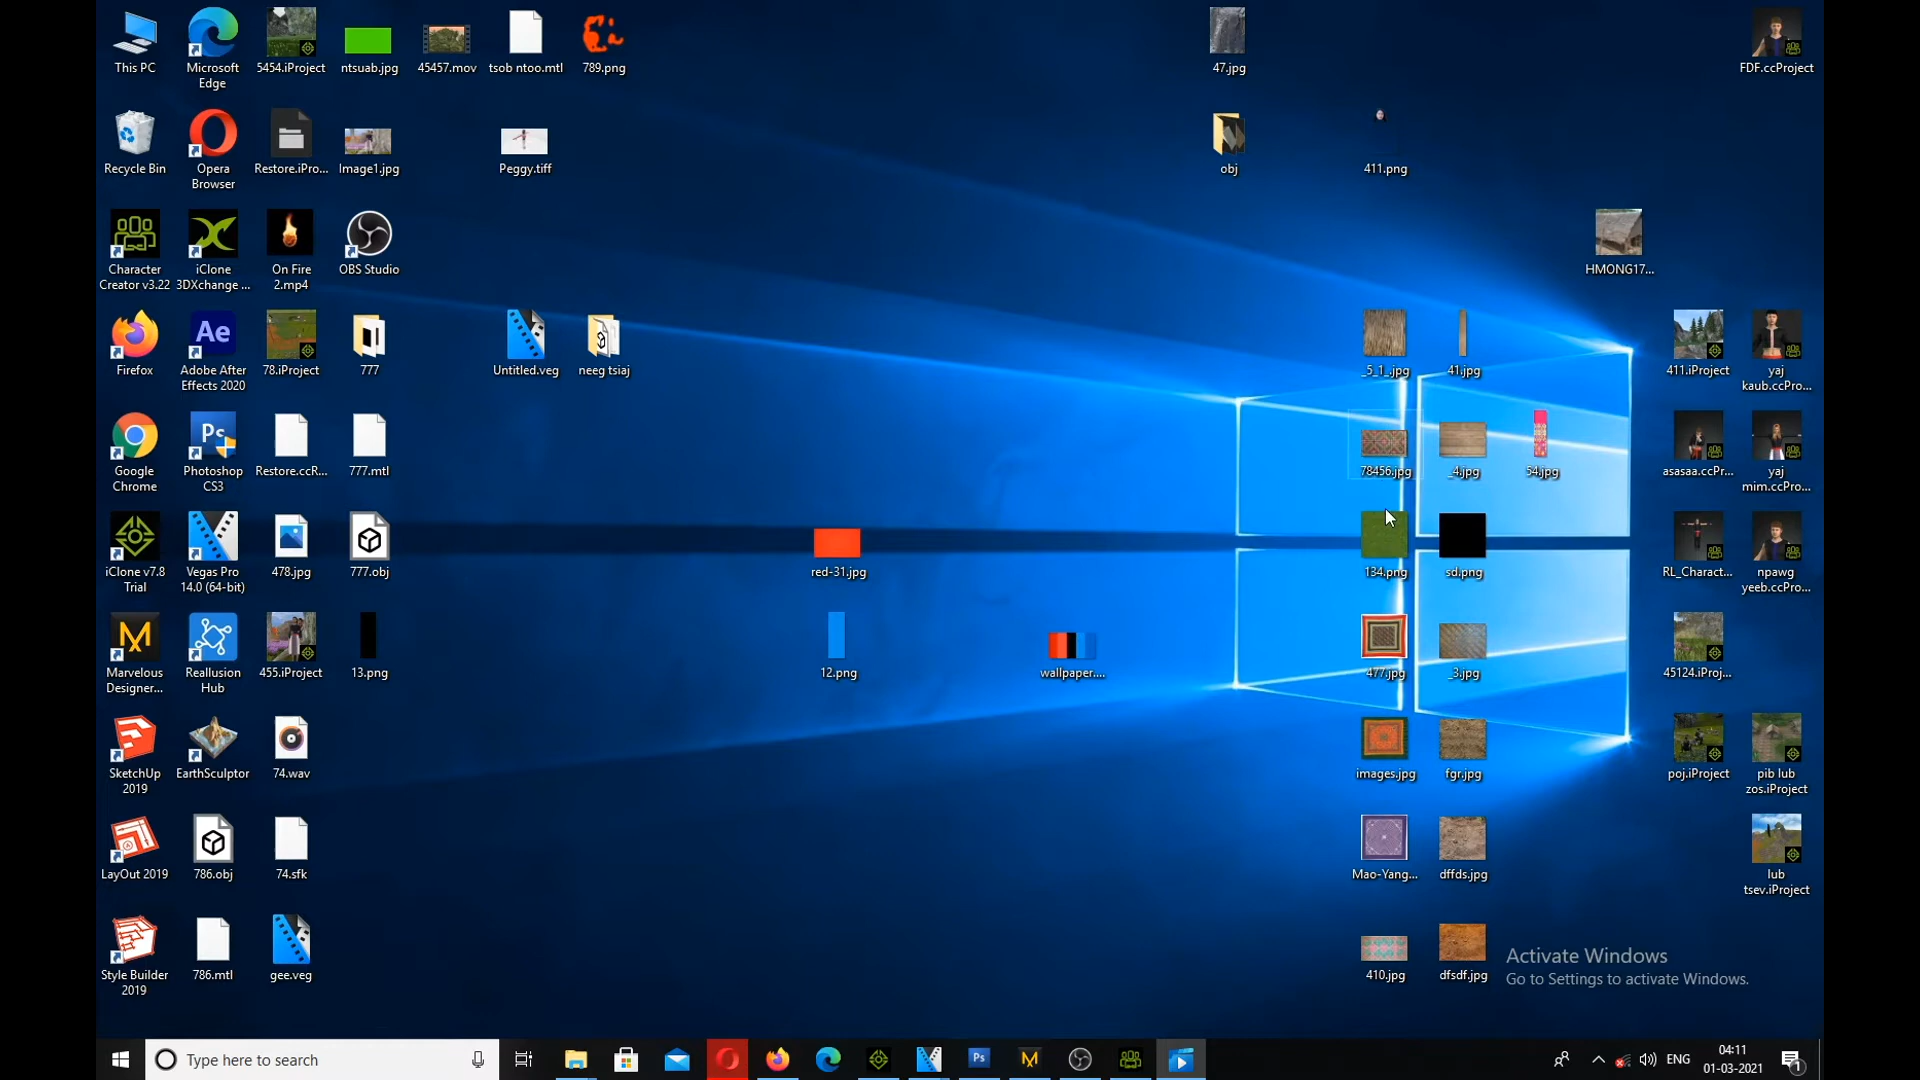 This PC
Microsoft
Edge
5454.iProject
ntsuab.jpg
45457.mov
tsob ntoo.mtl
789.png
47.jpg
FDF.ccProject
Recycle Bin
Opera
Browser
Restore.iPro...
Image1.jpg
Peggy.tiff
obj
411.png
Character
Creator v3.22
iClone
3DXchange ...
On Fire
2.mp4
OBS Studio
HMONG17...
Firefox
Ae
Adobe After
Effects 2020
78.iProject
777
Untitled.veg
neeg tsiaj
_5_1_.jpg
41.jpg
411.iProject
yaj
kaub.ccPro...
Google
Chrome
Ps
Photoshop
CS3
Restore.ccR...
777.mtl
78456.jpg
_4.jpg
54.jpg
asasaa.ccPr...
yaj
mim.ccPro...
iClone v7.8
Trial
Vegas Pro
14.0 (64-bit)
478.jpg
777.obj
red-31.jpg
134.png
sd.png
RL_Charact...
npawg
yeeb.ccPro...
Marvelous
Designer...
Reallusion
Hub
455.iProject
13.png
12.png
wallpaper....
477.jpg
_3.jpg
45124.iProj...
SketchUp
2019
EarthSculptor
74.wav
images.jpg
fgr.jpg
poj.iProject
pib lub
zos.iProject
LayOut 2019
786.obj
74.sfk
Mao-Yang...
dffds.jpg
lub
tsev.iProject
Style Builder
2019
786.mtl
gee.veg
410.jpg
dfsdf.jpg
Activate Windows
Go to Settings to activate Windows.
Type here to search
Ps
ENG
04:11
01-03-2021
1